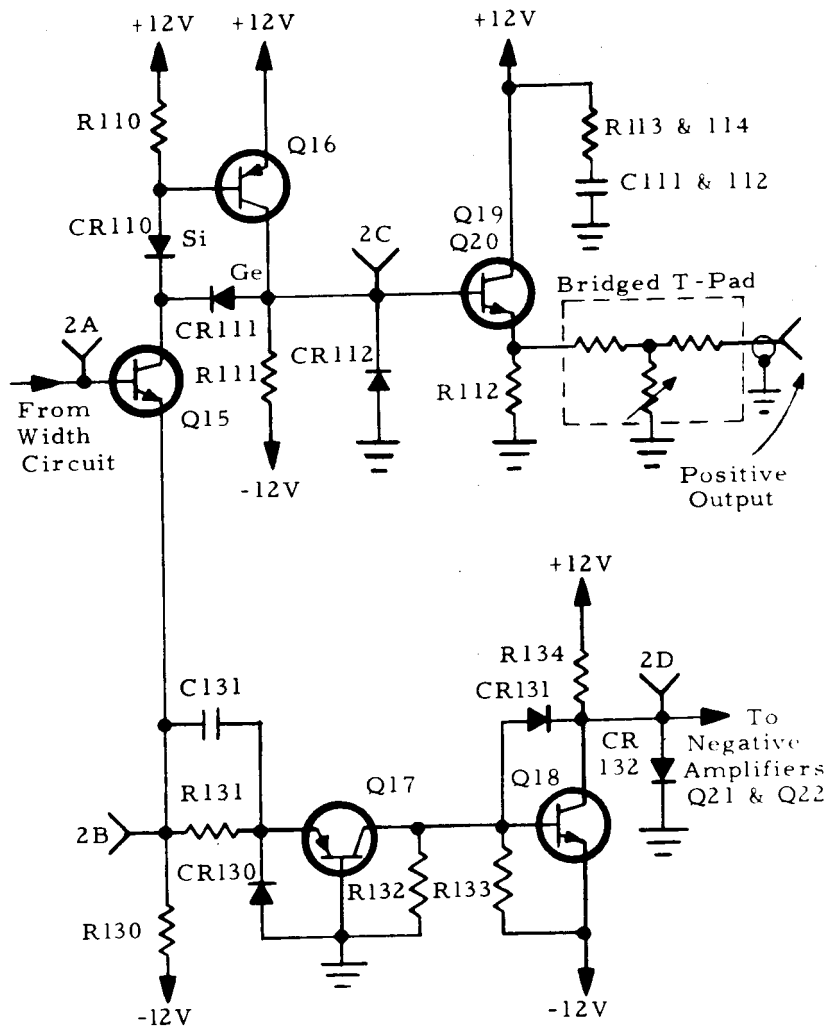 +12V
+12V
+12V
R110
Q16
R113 & 114
C111 & 112
CR110
Si
2C
Q19
Q20
Ge
Bridged T-Pad
2A
CR111
CR112
R111
R112
From
Width
Circuit
Q15
-12V
Positive
Output
+12V
R134
2D
C131
CR131
To
Negative
Amplifiers
Q21 & Q22
CR
132
Q17
Q18
R131
2B
CR130
R132
R133
R130
-12V
-12V